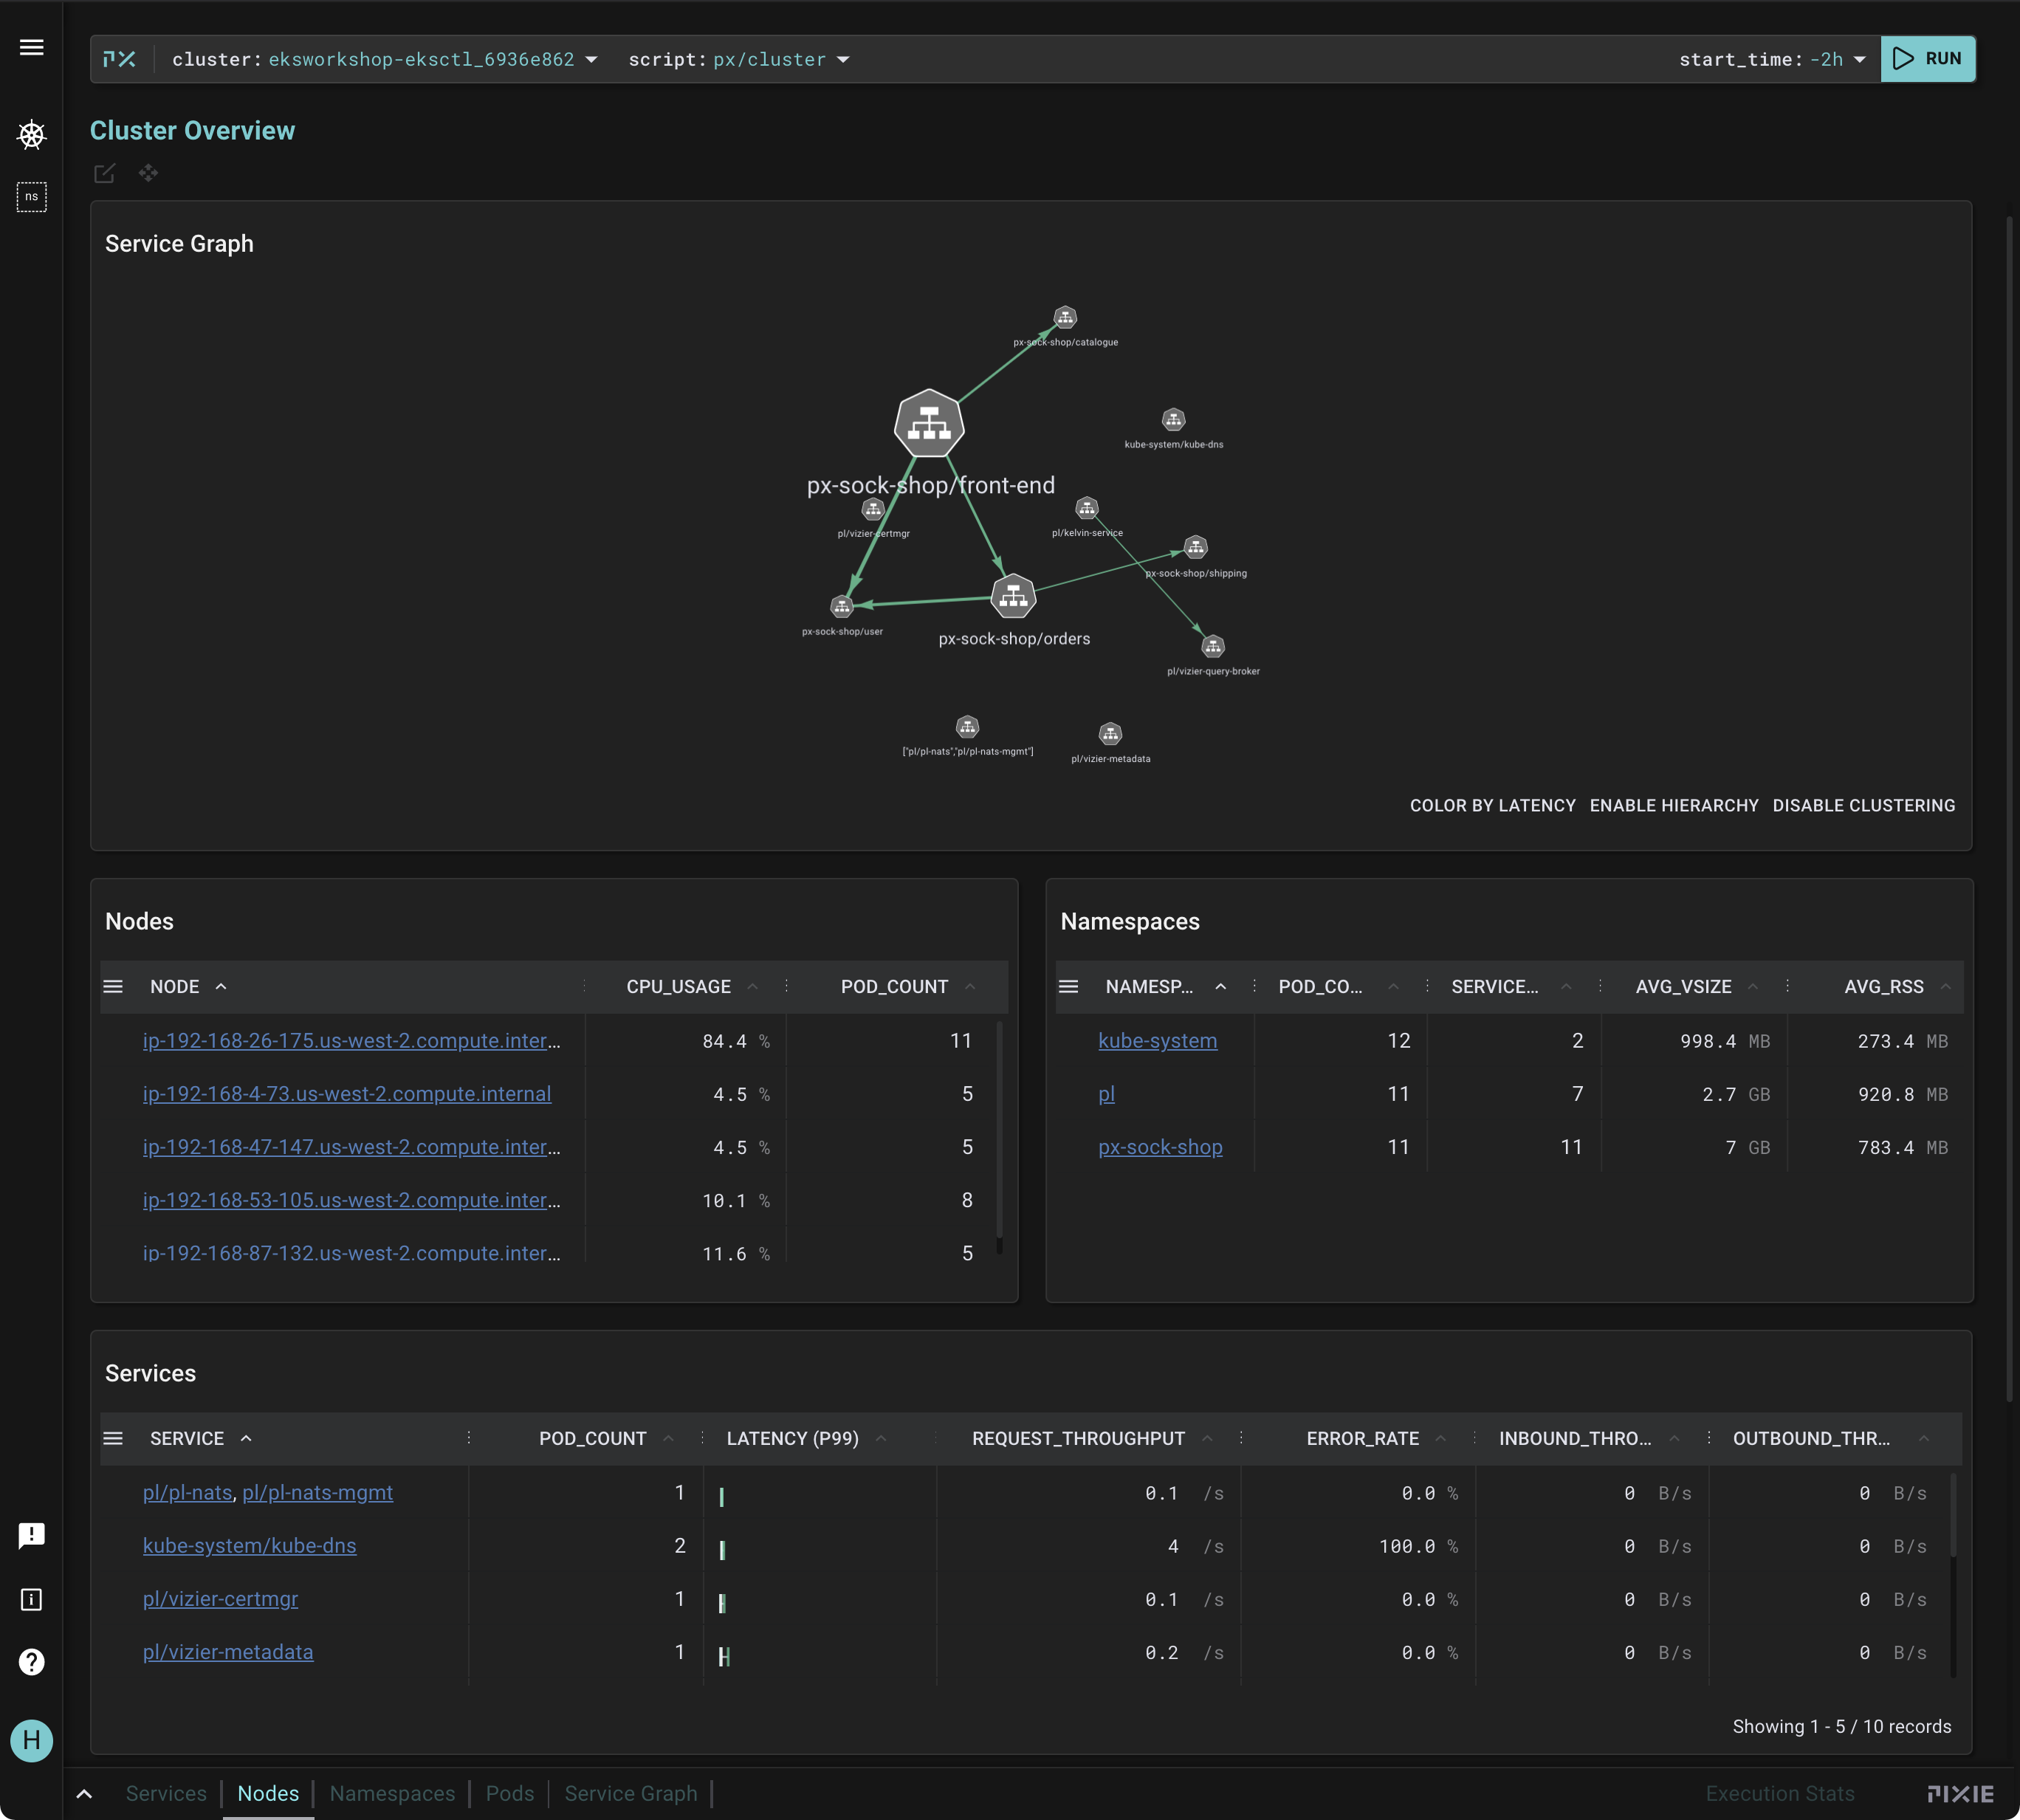 PX cluster: eksworkshop-eksctl_6936e862 script: px/cluster start_time: -2h RUN
Cluster Overview
ns
Service Graph
px-sock-shop/catalogue
kube-system/kube-dns
px-sock-shop/front-end
pl/vizier-certmgr
pl/kelvin-service
px-sock-shop/shipping
px-sock-shop/user
px-sock-shop/orders
pl/vizier-query-broker
["pl/pl-nats","pl/pl-nats-mgmt"]
pl/vizier-metadata
COLOR BY LATENCY ENABLE HIERARCHY DISABLE CLUSTERING
Nodes
NODE CPU_USAGE POD_COUNT
ip-192-168-26-175.us-west-2.compute.inter... 84.4 % 11
ip-192-168-4-73.us-west-2.compute.internal 4.5 % 5
ip-192-168-47-147.us-west-2.compute.inter... 4.5 % 5
ip-192-168-53-105.us-west-2.compute.inter... 10.1 % 8
ip-192-168-87-132.us-west-2.compute.inter... 11.6 % 5
Namespaces
NAMESP... POD_CO... SERVICE... AVG_VSIZE AVG_RSS
kube-system 12 2 998.4 MB 273.4 MB
pl 11 7 2.7 GB 920.8 MB
px-sock-shop 11 11 7 GB 783.4 MB
Services
SERVICE POD_COUNT LATENCY (P99) REQUEST_THROUGHPUT ERROR_RATE INBOUND_THRO... OUTBOUND_THR...
pl/pl-nats, pl/pl-nats-mgmt 1 0.1 /s 0.0 % 0 B/s 0 B/s
kube-system/kube-dns 2 4 /s 100.0 % 0 B/s 0 B/s
pl/vizier-certmgr 1 0.1 /s 0.0 % 0 B/s 0 B/s
pl/vizier-metadata 1 0.2 /s 0.0 % 0 B/s 0 B/s
Showing 1 - 5 / 10 records
H
Services Nodes Namespaces Pods Service Graph Execution Stats PIXIE